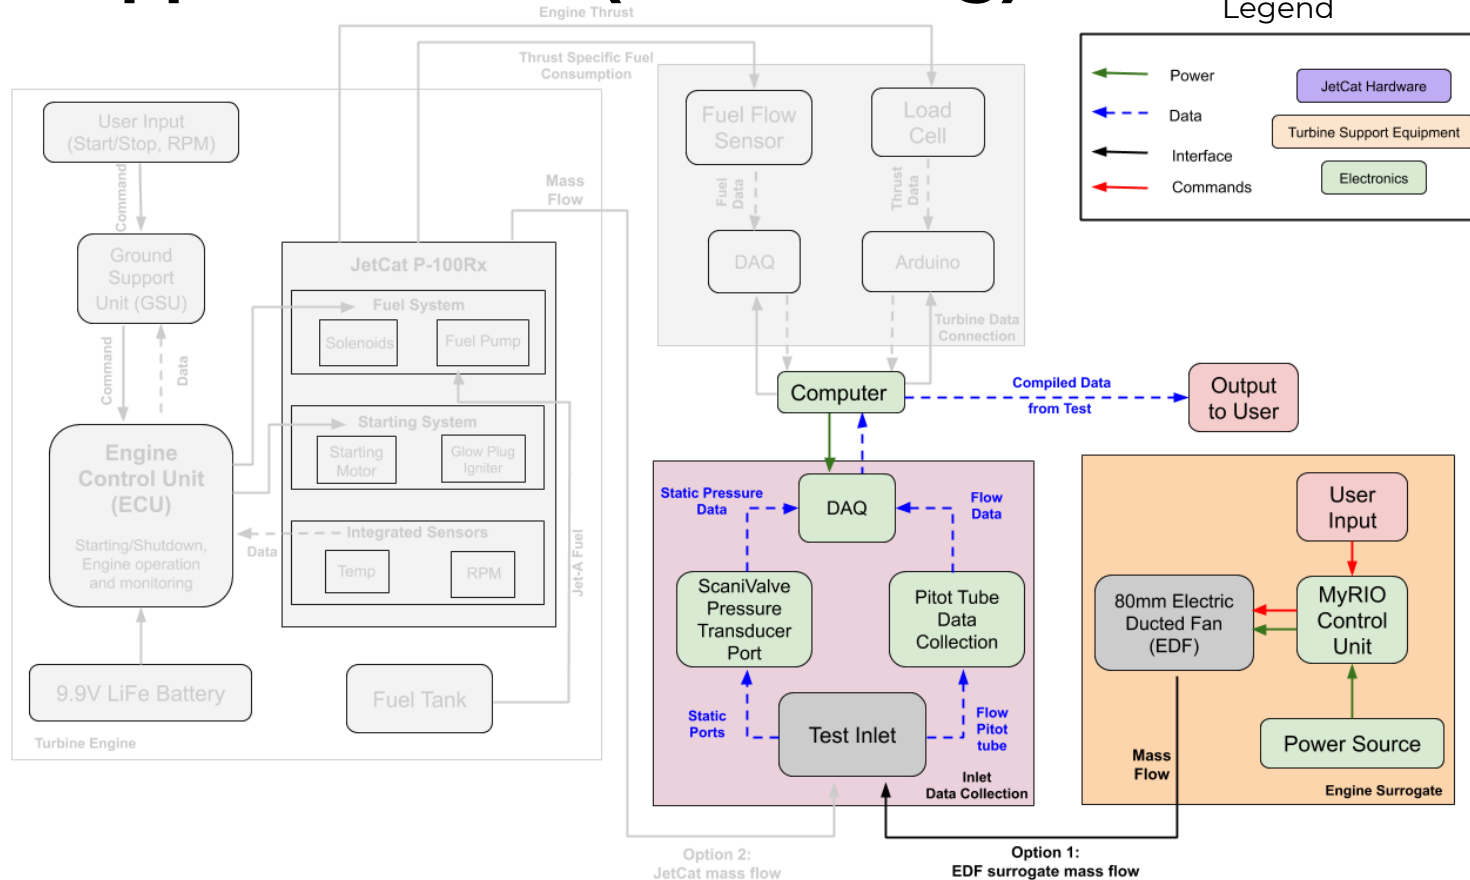 Legend
Power
Data
Interface
Commands
JetCat Hardware
Turbine Support Equipment
Electronics
Engine Thrust
Thrust Specific Fuel
Consumption
User Input
(Start/Stop, RPM)
Command
Ground
Support
Unit (GSU)
Command
Data
Engine
Control Unit
(ECU)
Starting/Shutdown,
Engine operation
and monitoring
9.9V LiFe Battery
Turbine Engine
Mass
Flow
JetCat P-100Rx
Fuel System
Solenoids
Fuel Pump
Starting System
Starting
Motor
Glow Plug
Igniter
Integrated Sensors
Data
Temp
RPM
Jet-A Fuel
Fuel Tank
Fuel Flow
Sensor
Load
Cell
Fuel
Data
Thrust
Data
DAQ
Arduino
Turbine Data
Connection
Computer
Compiled Data
from Test
Output
to User
Static Pressure
Data
DAQ
Flow
Data
ScaniValve
Pressure
Transducer
Port
Pitot Tube
Data
Collection
Static
Ports
Test Inlet
Flow
Pitot
tube
Inlet
Data Collection
User
Input
80mm Electric
Ducted Fan
(EDF)
MyRIO
Control
Unit
Power Source
Mass
Flow
Engine Surrogate
Option 2:
JetCat mass flow
Option 1:
EDF surrogate mass flow